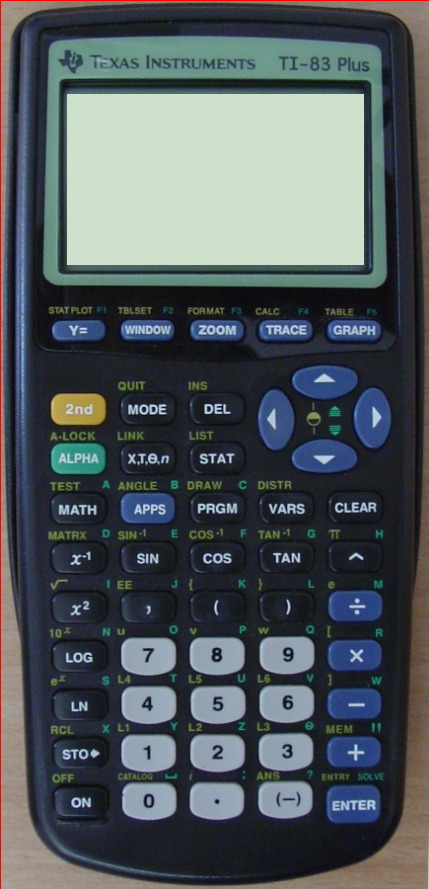 TEXAS INSTRUMENTS TI-83 Plus
STAT PLOT F1 TBLSET F2 FORMAT F3 CALC F4 TABLE F5
Y= WINDOW ZOOM TRACE GRAPH
QUIT INS
2nd MODE DEL
A-LOCK LINK LIST
ALPHA X,T,Θ,n STAT
TEST A ANGLE B DRAW C DISTR
MATH APPS PRGM VARS CLEAR
MATRX D SIN⁻¹ E COS⁻¹ F TAN⁻¹ G π H
x⁻¹ SIN COS TAN ^
√ I EE J { K } L e M
x² , ( ) ÷
10ˣ N u O v P w Q [ R
LOG 7 8 9 ×
eˣ S L4 T L5 U L6 V ] W
LN 4 5 6 −
RCL X L1 Y L2 Z L3 θ MEM "
STO▸ 1 2 3 +
OFF CATALOG ⎵ i : ANS ? ENTRY SOLVE
ON 0 . (−) ENTER